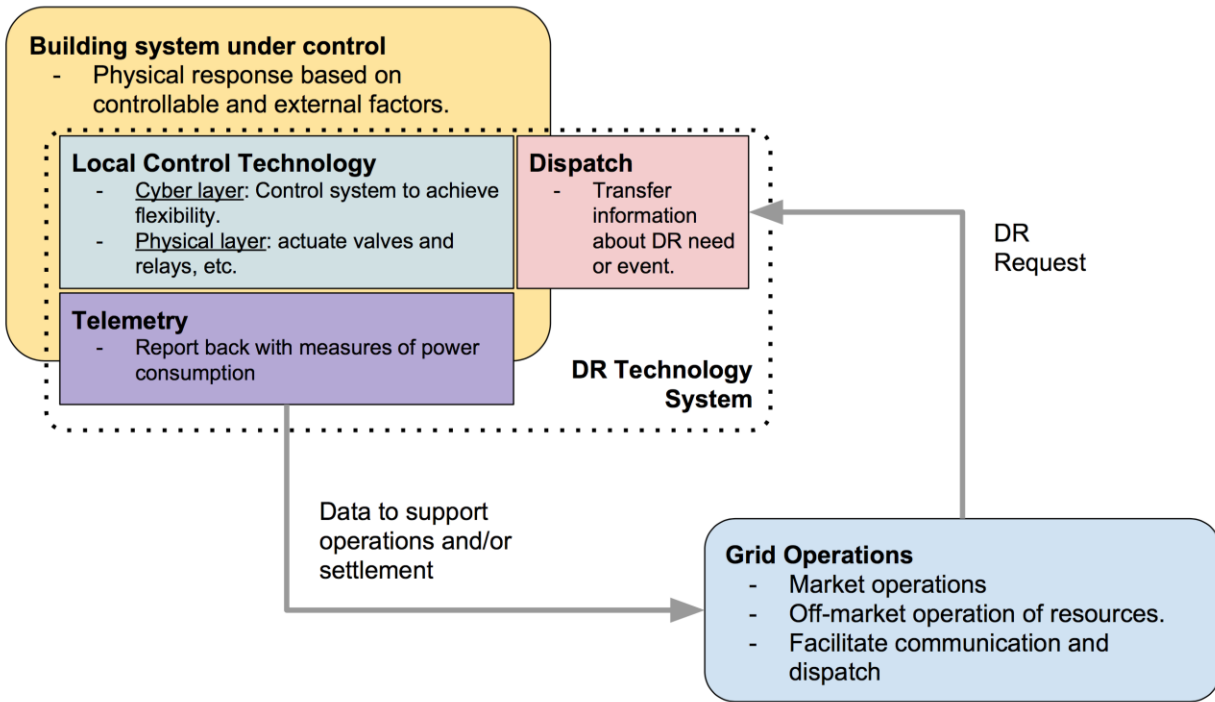 Building system under control
- Physical response based on
controllable and external factors.
Local Control Technology
- Cyber layer: Control system to achieve
flexibility.
- Physical layer: actuate valves and
relays, etc.
Dispatch
- Transfer
information
about DR need
or event.
Telemetry
- Report back with measures of power
consumption
DR Technology
System
DR
Request
Data to support
operations and/or
settlement
Grid Operations
- Market operations
- Off-market operation of resources.
- Facilitate communication and
dispatch